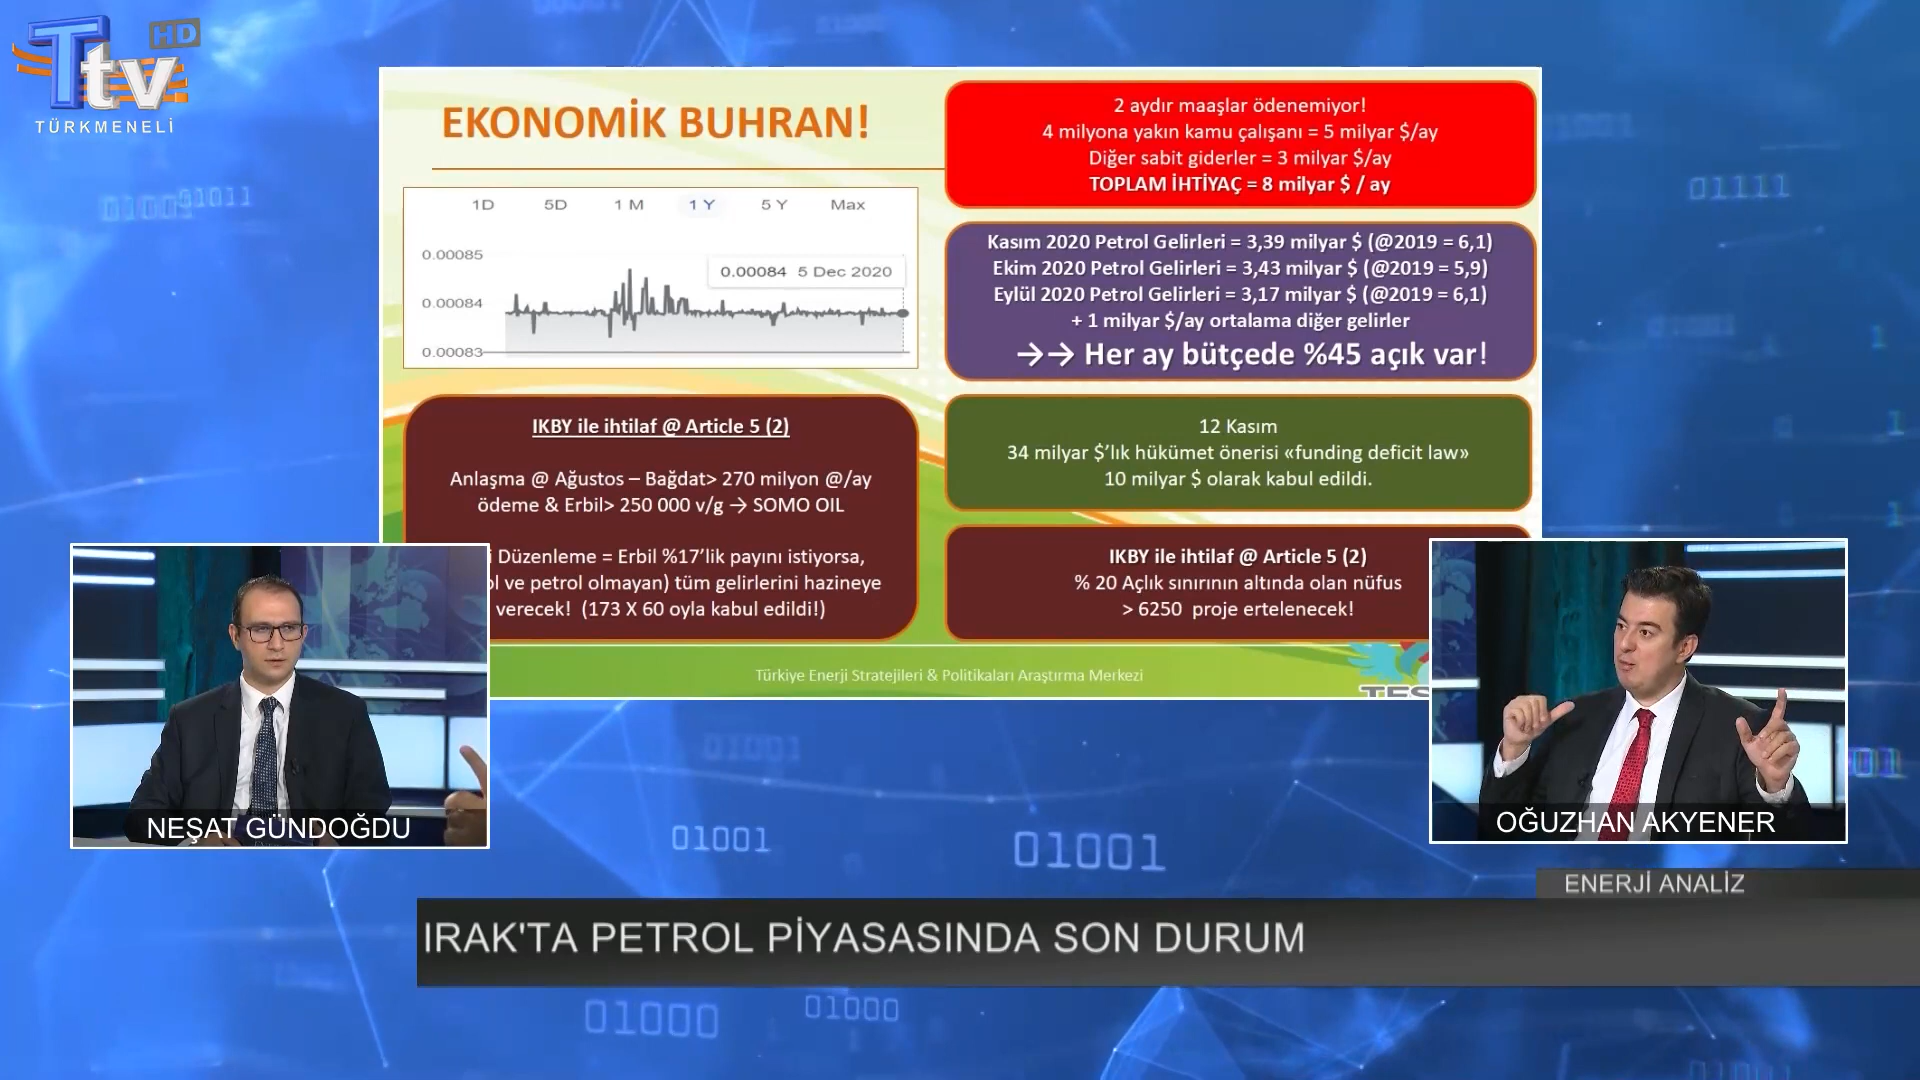 Ttv HD
TÜRKMENELİ
EKONOMİK BUHRAN!
1D 5D 1 M 1 Y 5 Y Max
0.00085
0.00084 5 Dec 2020
0.00084
0.00083
2 aydır maaşlar ödenemiyor!
4 milyona yakın kamu çalışanı = 5 milyar $/ay
Diğer sabit giderler = 3 milyar $/ay
TOPLAM İHTİYAÇ = 8 milyar $ / ay
Kasım 2020 Petrol Gelirleri = 3,39 milyar $ (@2019 = 6,1)
Ekim 2020 Petrol Gelirleri = 3,43 milyar $ (@2019 = 5,9)
Eylül 2020 Petrol Gelirleri = 3,17 milyar $ (@2019 = 6,1)
+ 1 milyar $/ay ortalama diğer gelirler
→→ Her ay bütçede %45 açık var!
IKBY ile ihtilaf @ Article 5 (2)
Anlaşma @ Ağustos – Bağdat> 270 milyon @/ay
ödeme & Erbil> 250 000 v/g → SOMO OIL
Düzenleme = Erbil %17'lik payını istiyorsa,
ve petrol olmayan) tüm gelirlerini hazineye
verecek! (173 X 60 oyla kabul edildi!)
12 Kasım
34 milyar $'lık hükümet önerisi «funding deficit law»
10 milyar $ olarak kabul edildi.
IKBY ile ihtilaf @ Article 5 (2)
% 20 Açlık sınırının altında olan nüfus
> 6250 proje ertelenecek!
Türkiye Enerji Stratejileri & Politikaları Araştırma Merkezi
NEŞAT GÜNDOĞDU
OĞUZHAN AKYENER
ENERJİ ANALİZ
IRAK'TA PETROL PİYASASINDA SON DURUM
01011
01111
01001
01001
01001
01000
01000